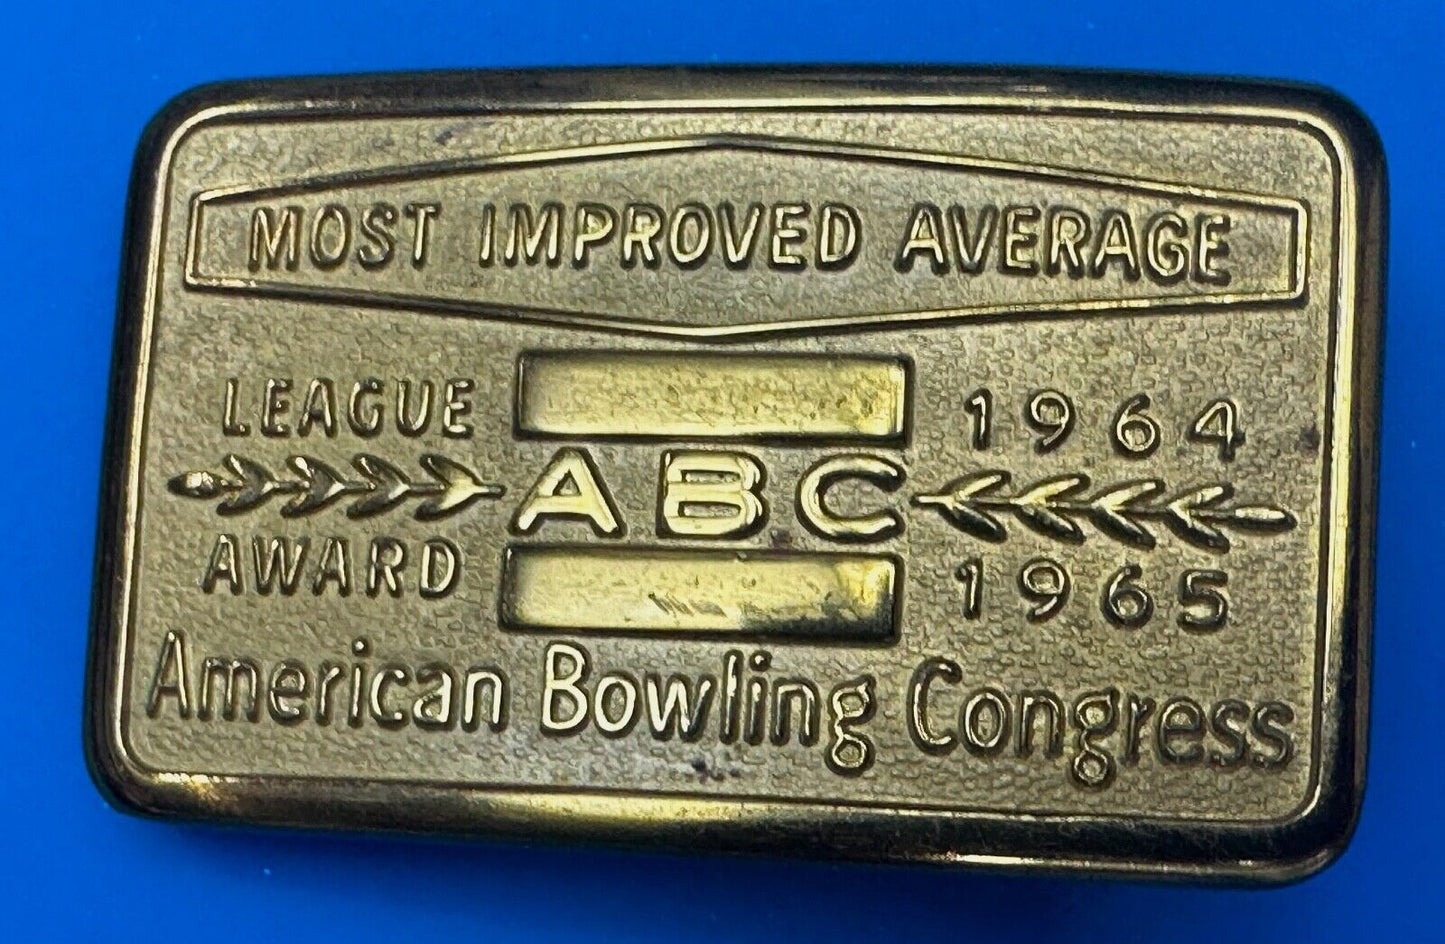 MOST IMPROVED AVERAGE
LEAGUE 1964
ABC
AWARD 1965
American Bowling Congress